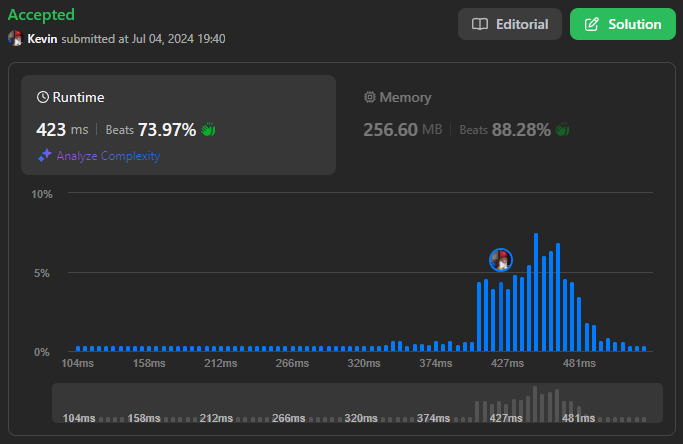 Accepted
Editorial
Solution
Kevin submitted at Jul 04, 2024 19:40
Runtime
423 ms | Beats 73.97%
Analyze Complexity
Memory
256.60 MB | Beats 88.28%
10%
5%
0%
104ms 158ms 212ms 266ms 320ms 374ms 427ms 481ms
104ms 158ms 212ms 266ms 320ms 374ms 427ms 481ms